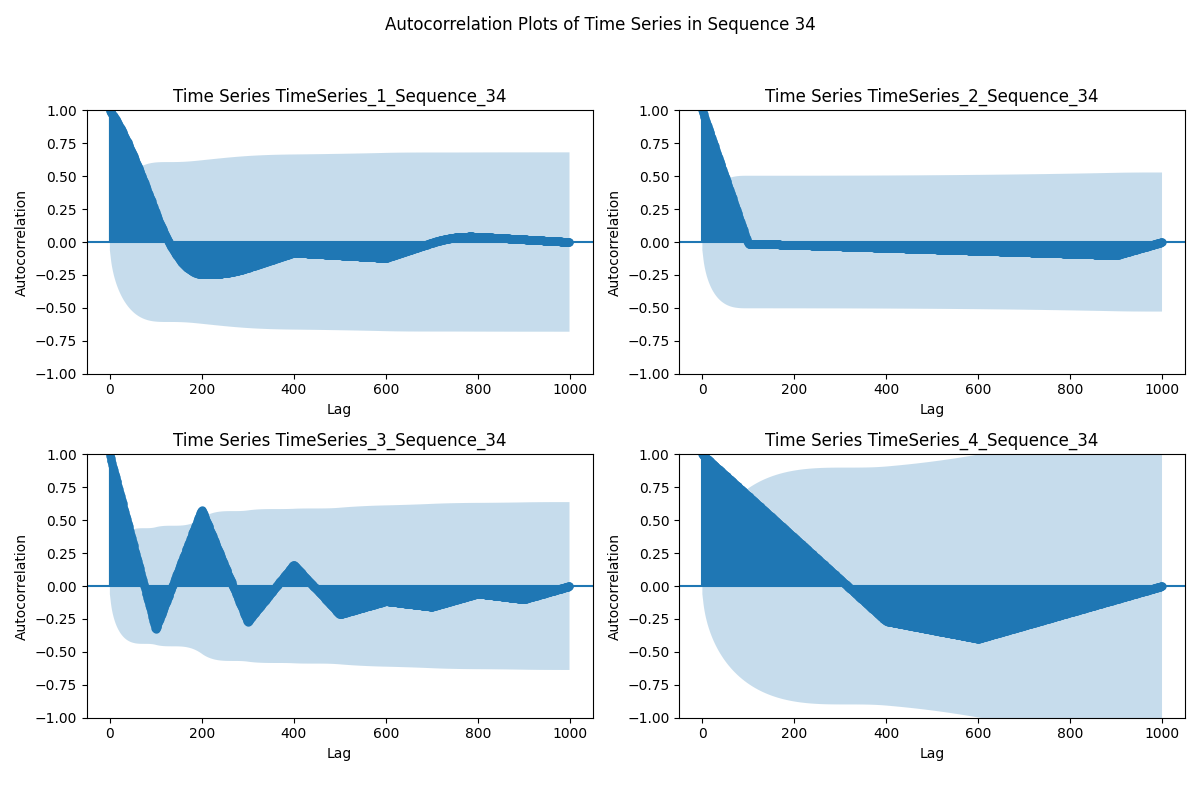 Autocorrelation Plots of Time Series in Sequence 34
Time Series TimeSeries_1_Sequence_34
1.00
0.75
0.50
0.25
0.00
−0.25
−0.50
−0.75
−1.00
Autocorrelation
0 200 400 600 800 1000
Lag
Time Series TimeSeries_2_Sequence_34
1.00
0.75
0.50
0.25
0.00
−0.25
−0.50
−0.75
−1.00
Autocorrelation
0 200 400 600 800 1000
Lag
Time Series TimeSeries_3_Sequence_34
1.00
0.75
0.50
0.25
0.00
−0.25
−0.50
−0.75
−1.00
Autocorrelation
0 200 400 600 800 1000
Lag
Time Series TimeSeries_4_Sequence_34
1.00
0.75
0.50
0.25
0.00
−0.25
−0.50
−0.75
−1.00
Autocorrelation
0 200 400 600 800 1000
Lag